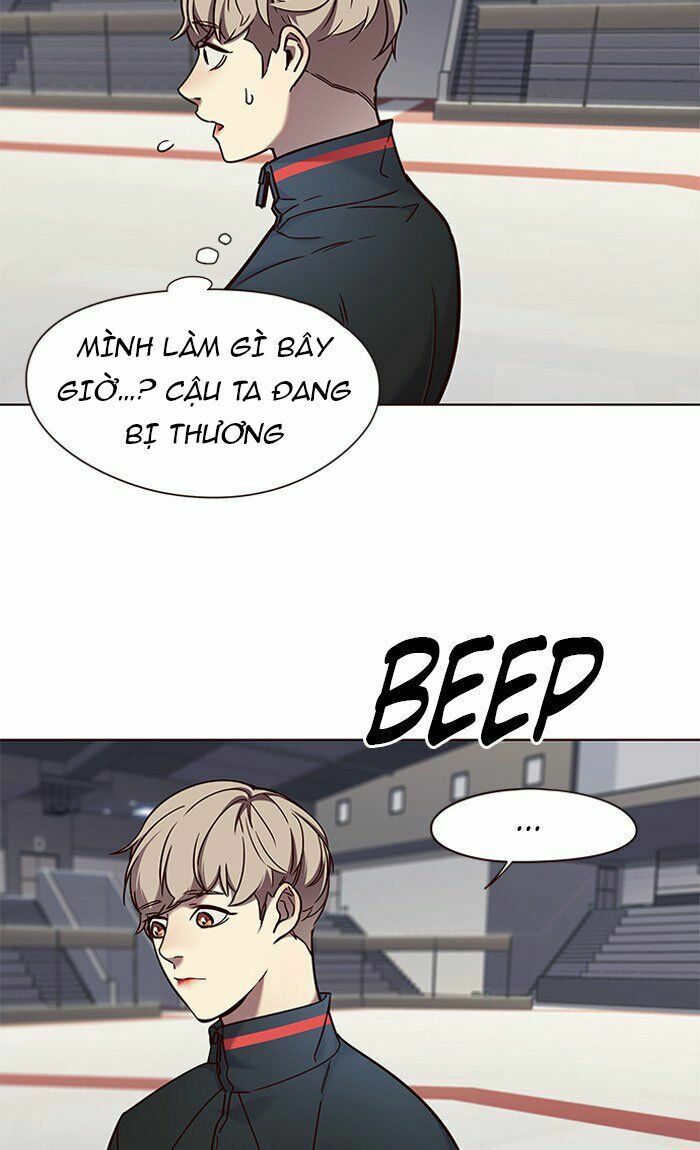 MÌNH LÀM GÌ BÂY
GIỜ...? CẬU TA ĐANG
BỊ THƯƠNG
BEEP
...